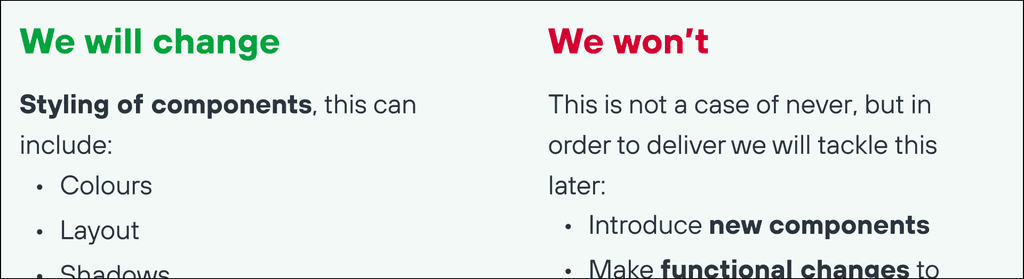 We will change
Styling of components, this can
include:
• Colours
• Layout
• Shadows
We won't
This is not a case of never, but in
order to deliver we will tackle this
later:
• Introduce new components
• Make functional changes to